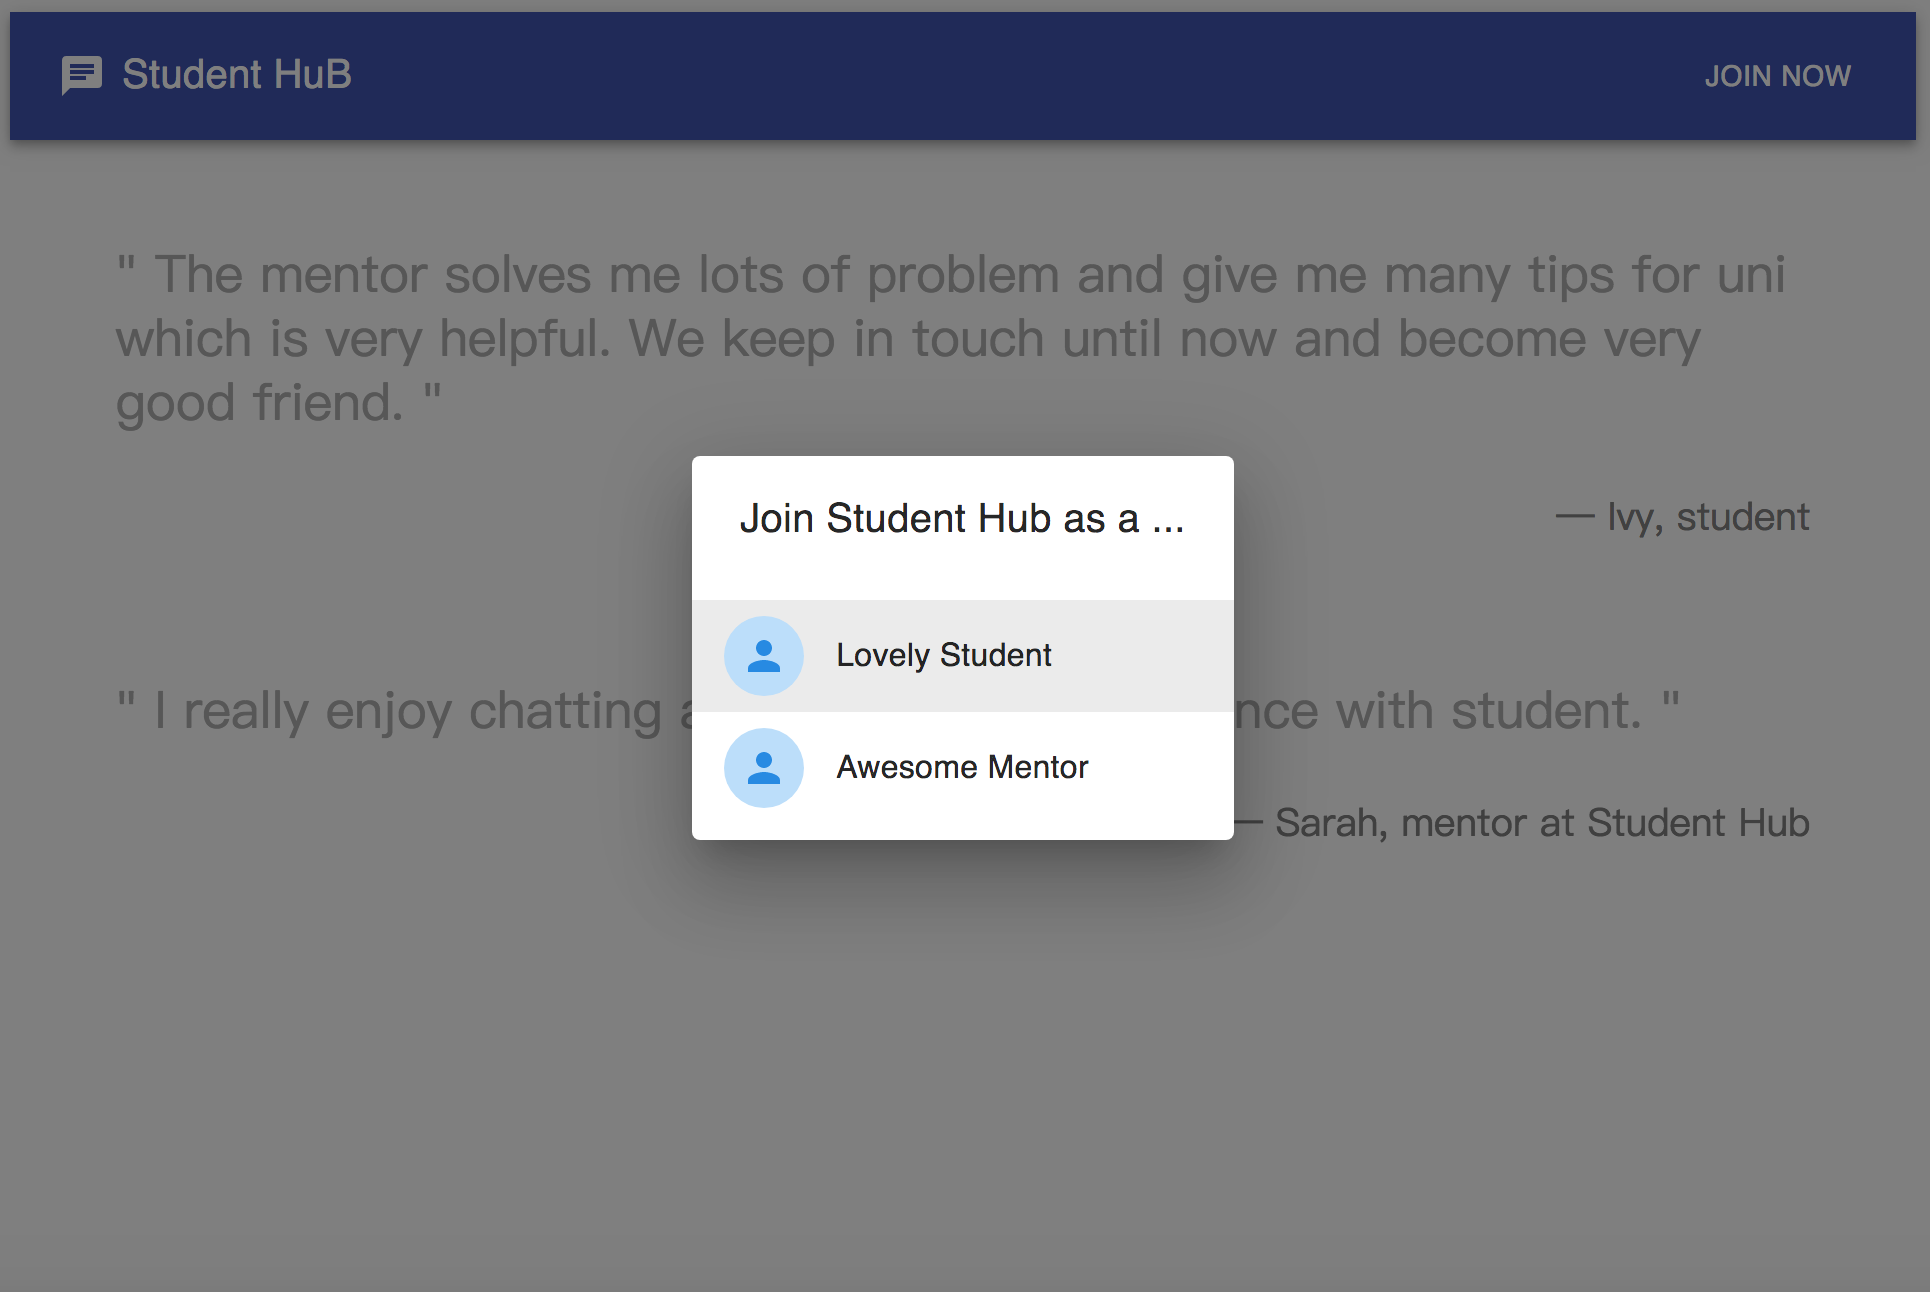 Student HuB
JOIN NOW
" The mentor solves me lots of problem and give me many tips for uni
which is very helpful. We keep in touch until now and become very
good friend. "
— Ivy, student
Join Student Hub as a ...
Lovely Student
Awesome Mentor
" I really enjoy chatting with student. "
— Sarah, mentor at Student Hub